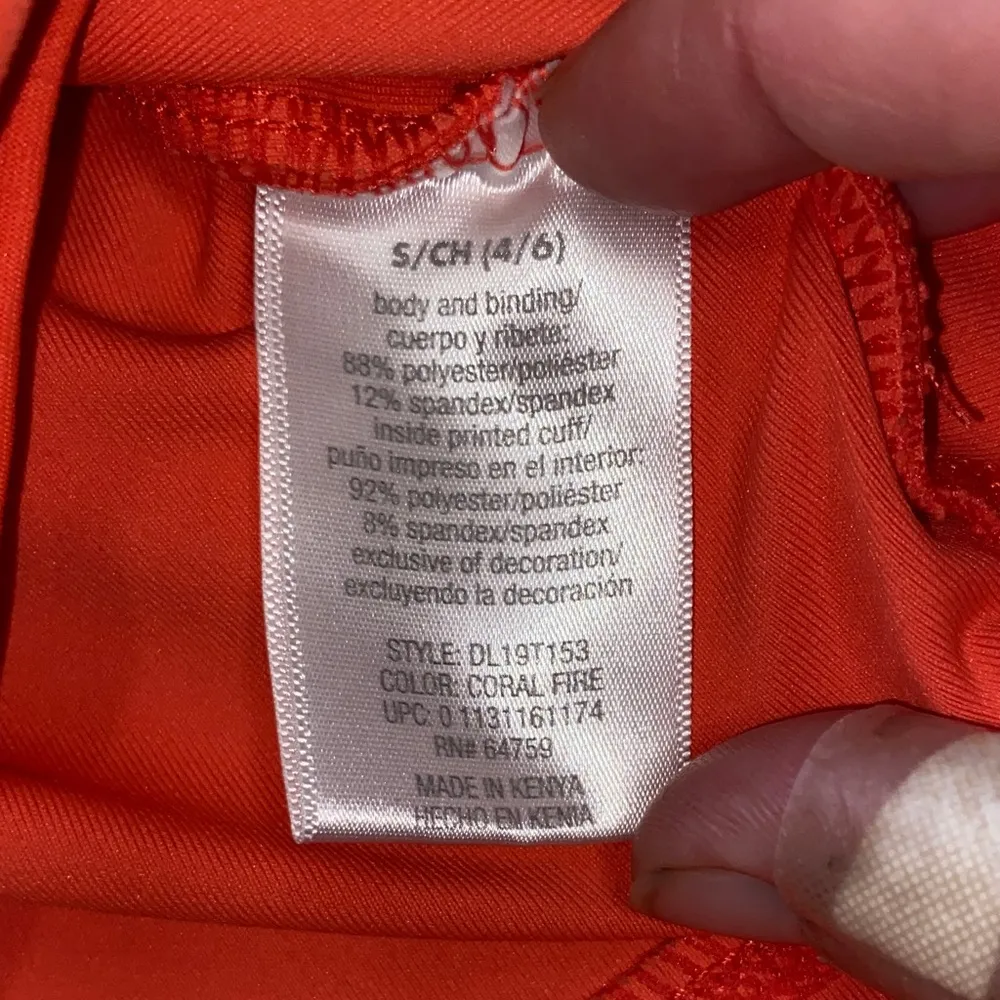 S/CH (4/6)
body and binding/
cuerpo y ribete:
88% polyester/poliéster
12% spandex/spandex
inside printed cuff/
puño impreso en el interior:
92% polyester/poliéster
8% spandex/spandex
exclusive of decoration/
excluyendo la decoración
STYLE: DL19T153
COLOR: CORAL FIRE
UPC: 0 1131161174
RN# 64759
MADE IN KENYA
HECHO EN KENIA